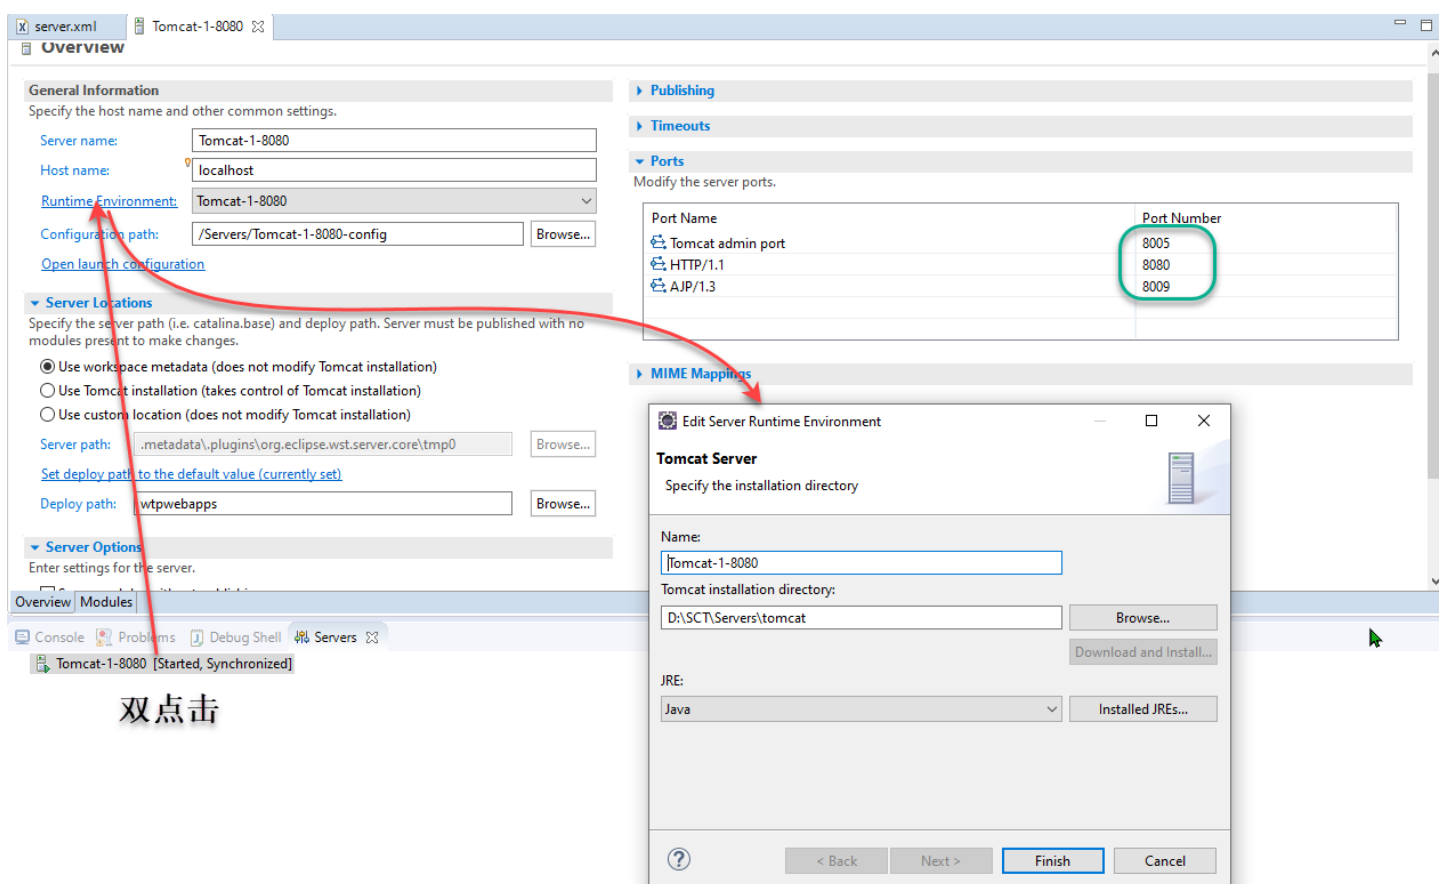 server.xml
Tomcat-1-8080
Overview
General Information
Specify the host name and other common settings.
Server name: Tomcat-1-8080
Host name: localhost
Runtime Environment: Tomcat-1-8080
Configuration path: /Servers/Tomcat-1-8080-config Browse...
Open launch configuration
Server Locations
Specify the server path (i.e. catalina.base) and deploy path. Server must be published with no
modules present to make changes.
Use workspace metadata (does not modify Tomcat installation)
Use Tomcat installation (takes control of Tomcat installation)
Use custom location (does not modify Tomcat installation)
Server path: .metadata\.plugins\org.eclipse.wst.server.core\tmp0 Browse...
Set deploy path to the default value (currently set)
Deploy path: wtpwebapps Browse...
Server Options
Enter settings for the server.
Overview Modules
Publishing
Timeouts
Ports
Modify the server ports.
Port Name Port Number
Tomcat admin port 8005
HTTP/1.1 8080
AJP/1.3 8009
MIME Mappings
Edit Server Runtime Environment
Tomcat Server
Specify the installation directory
Name:
Tomcat-1-8080
Tomcat installation directory:
D:\SCT\Servers\tomcat Browse...
Download and Install...
JRE:
Java Installed JREs...
< Back Next > Finish Cancel
Console Problems Debug Shell Servers
Tomcat-1-8080 [Started, Synchronized]
双点击